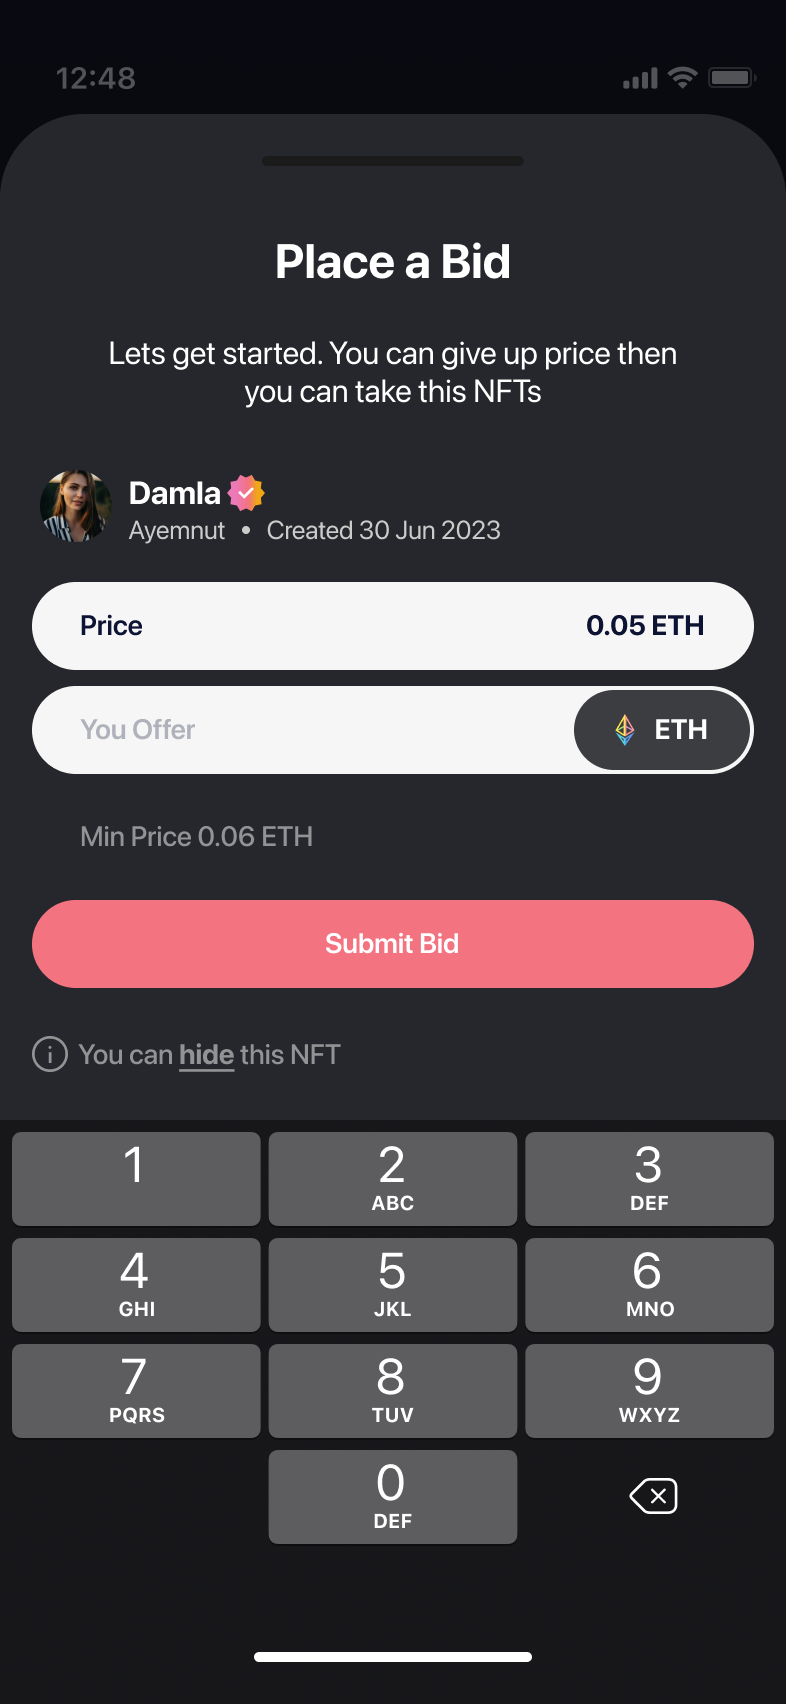 12:48
Place a Bid
Lets get started. You can give up price then
you can take this NFTs
Damla
Ayemnut • Created 30 Jun 2023
Price 0.05 ETH
You Offer ETH
Min Price 0.06 ETH
Submit Bid
You can hide this NFT
1 2 3
ABC DEF
4 5 6
GHI JKL MNO
7 8 9
PQRS TUV WXYZ
0
DEF